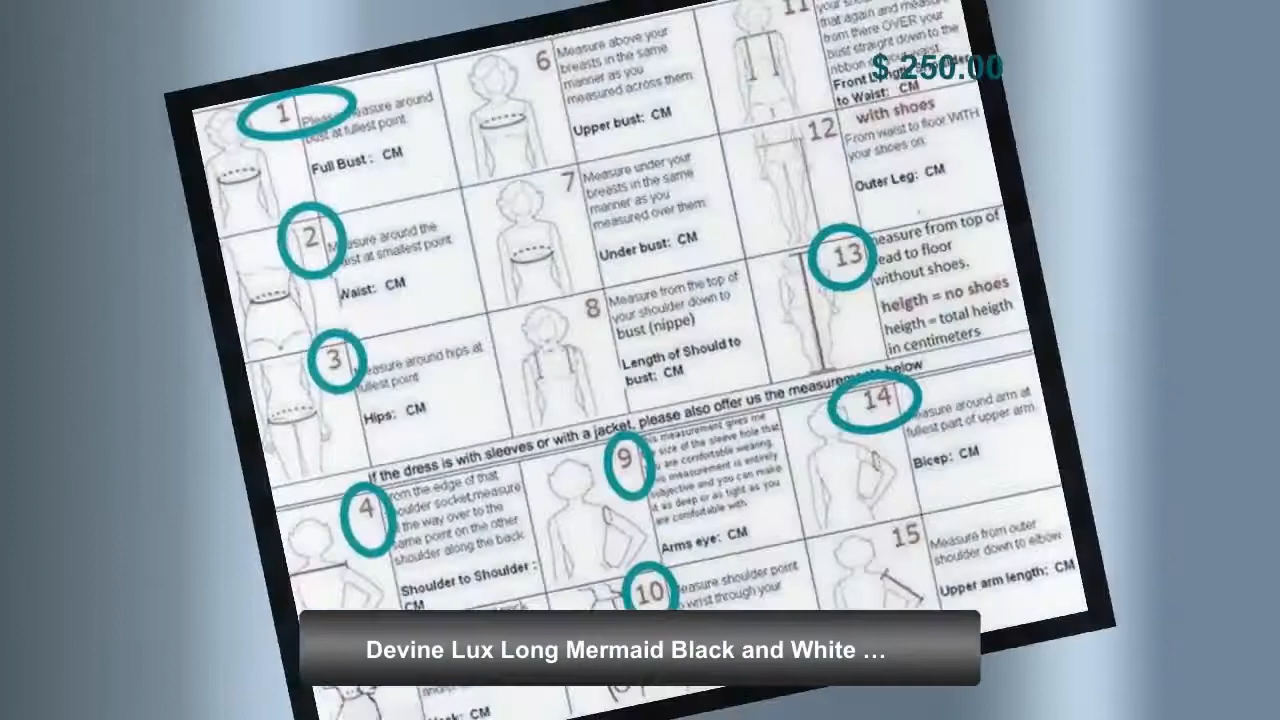 1
measure around
bust at fullest point
Full Bust : CM
2
Measure around the
waist at smallest point
Waist: CM
3
measure around hips at
fullest point
Hips: CM
6
Measure above your
breasts in the same
manner as you
measured across them
Upper bust: CM
7
Measure under your
breasts in the same
manner as you
measured over them
Under bust: CM
8
Measure from the top of
your shoulder down to
bust (nippe)
Length of Should to
bust: CM
11
that again and measure
from there OVER your
bust straight down to the
ribbon
Front Length
to Waist: CM
$ 250.00
12
with shoes
From waist to floor WITH
your shoes on.
Outer Leg: CM
13
measure from top of
head to floor
without shoes.
heigth = no shoes
heigth = total heigth
in centimeters
If the dress is with sleeves or with a jacket, please also offer us the measurements below
4
from the edge of that
shoulder socket,measure
the way over to the
same point on the other
shoulder along the back
Shoulder to Shoulder :
CM
9
this measurement gives me
size of the sleeve hole that
you are comfortable wearing.
This measurement is entirely
subjective and you can make
it as deep or as tight as you
are comfortable with.
Arms eye: CM
10
measure shoulder point
wrist through your
14
measure around arm at
fullest part of upper arm.
Bicep: CM
15
Measure from outer
shoulder down to elbow
Upper arm length: CM
Devine Lux Long Mermaid Black and White …
CM